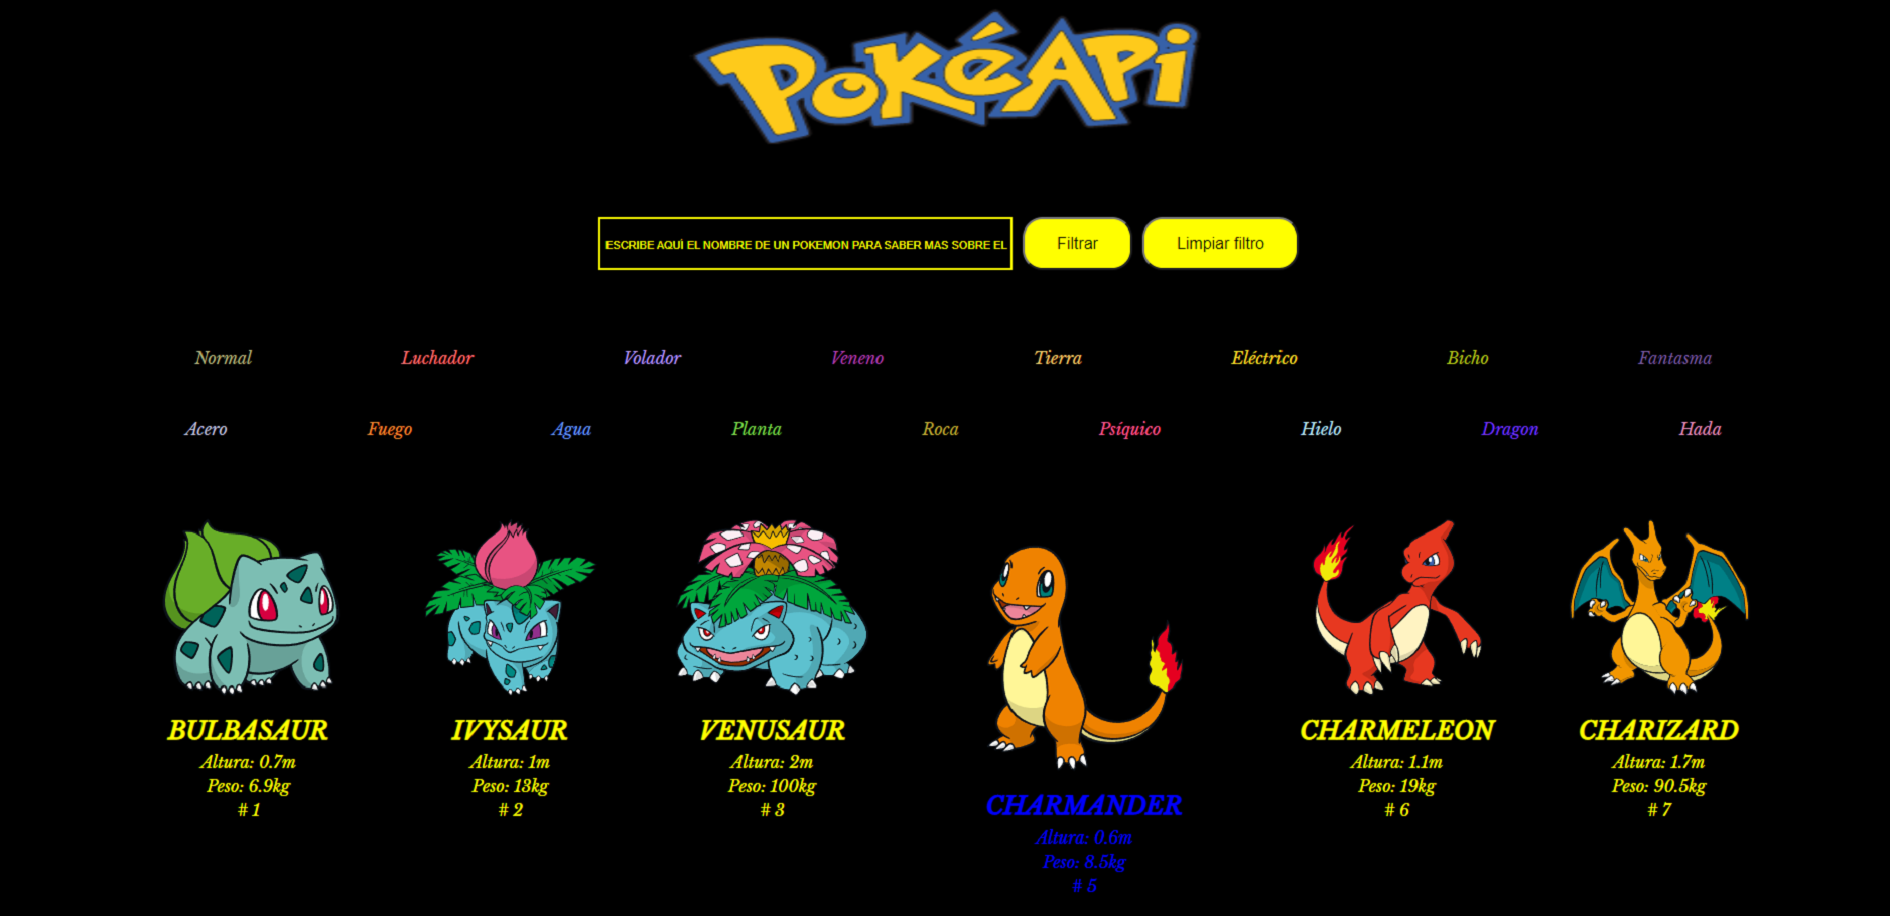 PokéAPi
ESCRIBE AQUÌ EL NOMBRE DE UN POKEMON PARA SABER MAS SOBRE EL
Filtrar
Limpiar filtro
Normal
Luchador
Volador
Veneno
Tierra
Eléctrico
Bicho
Fantasma
Acero
Fuego
Agua
Planta
Roca
Psíquico
Hielo
Dragon
Hada
BULBASAUR
Altura: 0.7m
Peso: 6.9kg
# 1
IVYSAUR
Altura: 1m
Peso: 13kg
# 2
VENUSAUR
Altura: 2m
Peso: 100kg
# 3
CHARMANDER
Altura: 0.6m
Peso: 8.5kg
# 5
CHARMELEON
Altura: 1.1m
Peso: 19kg
# 6
CHARIZARD
Altura: 1.7m
Peso: 90.5kg
# 7